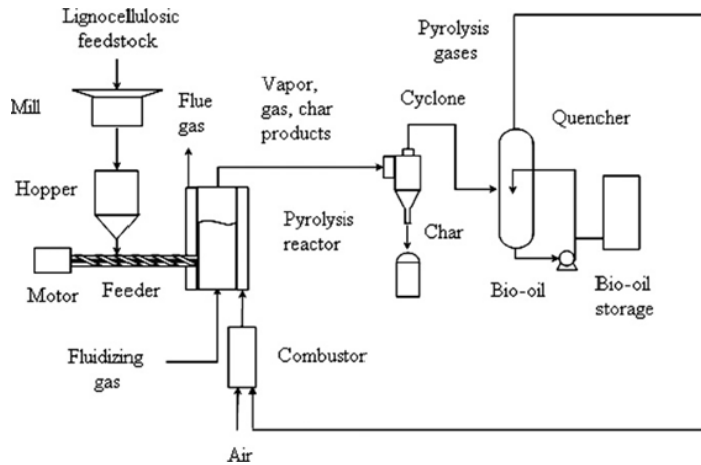 Lignocellulosic
feedstock
Mill
Hopper
Motor
Feeder
Flue
gas
Vapor,
gas, char
products
Pyrolysis
reactor
Fluidizing
gas
Combustor
Air
Cyclone
Char
Pyrolysis
gases
Quencher
Bio-oil
Bio-oil
storage